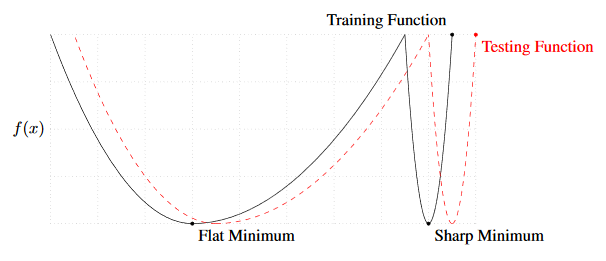 Training Function
Testing Function
f(x)
Flat Minimum
Sharp Minimum